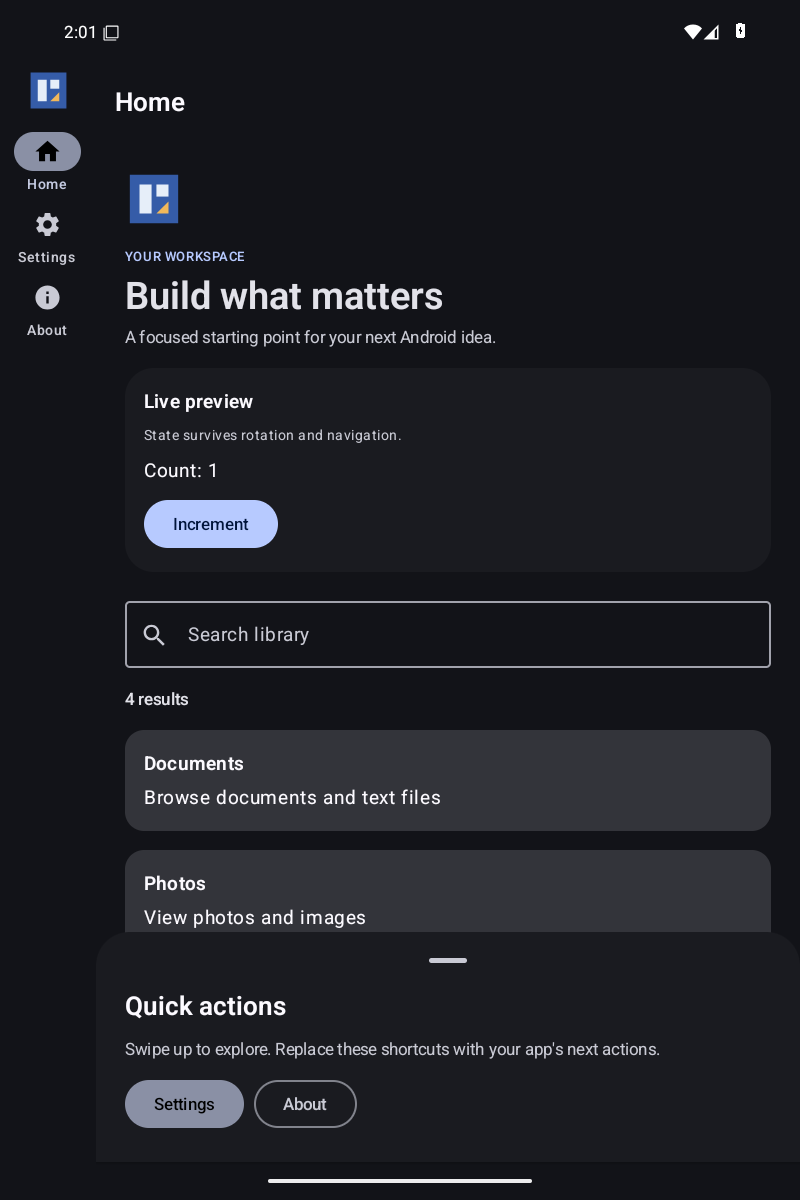 2:01
Home
Home
Settings
About
YOUR WORKSPACE
Build what matters
A focused starting point for your next Android idea.
Live preview
State survives rotation and navigation.
Count: 1
Increment
Search library
4 results
Documents
Browse documents and text files
Photos
View photos and images
Quick actions
Swipe up to explore. Replace these shortcuts with your app's next actions.
Settings
About